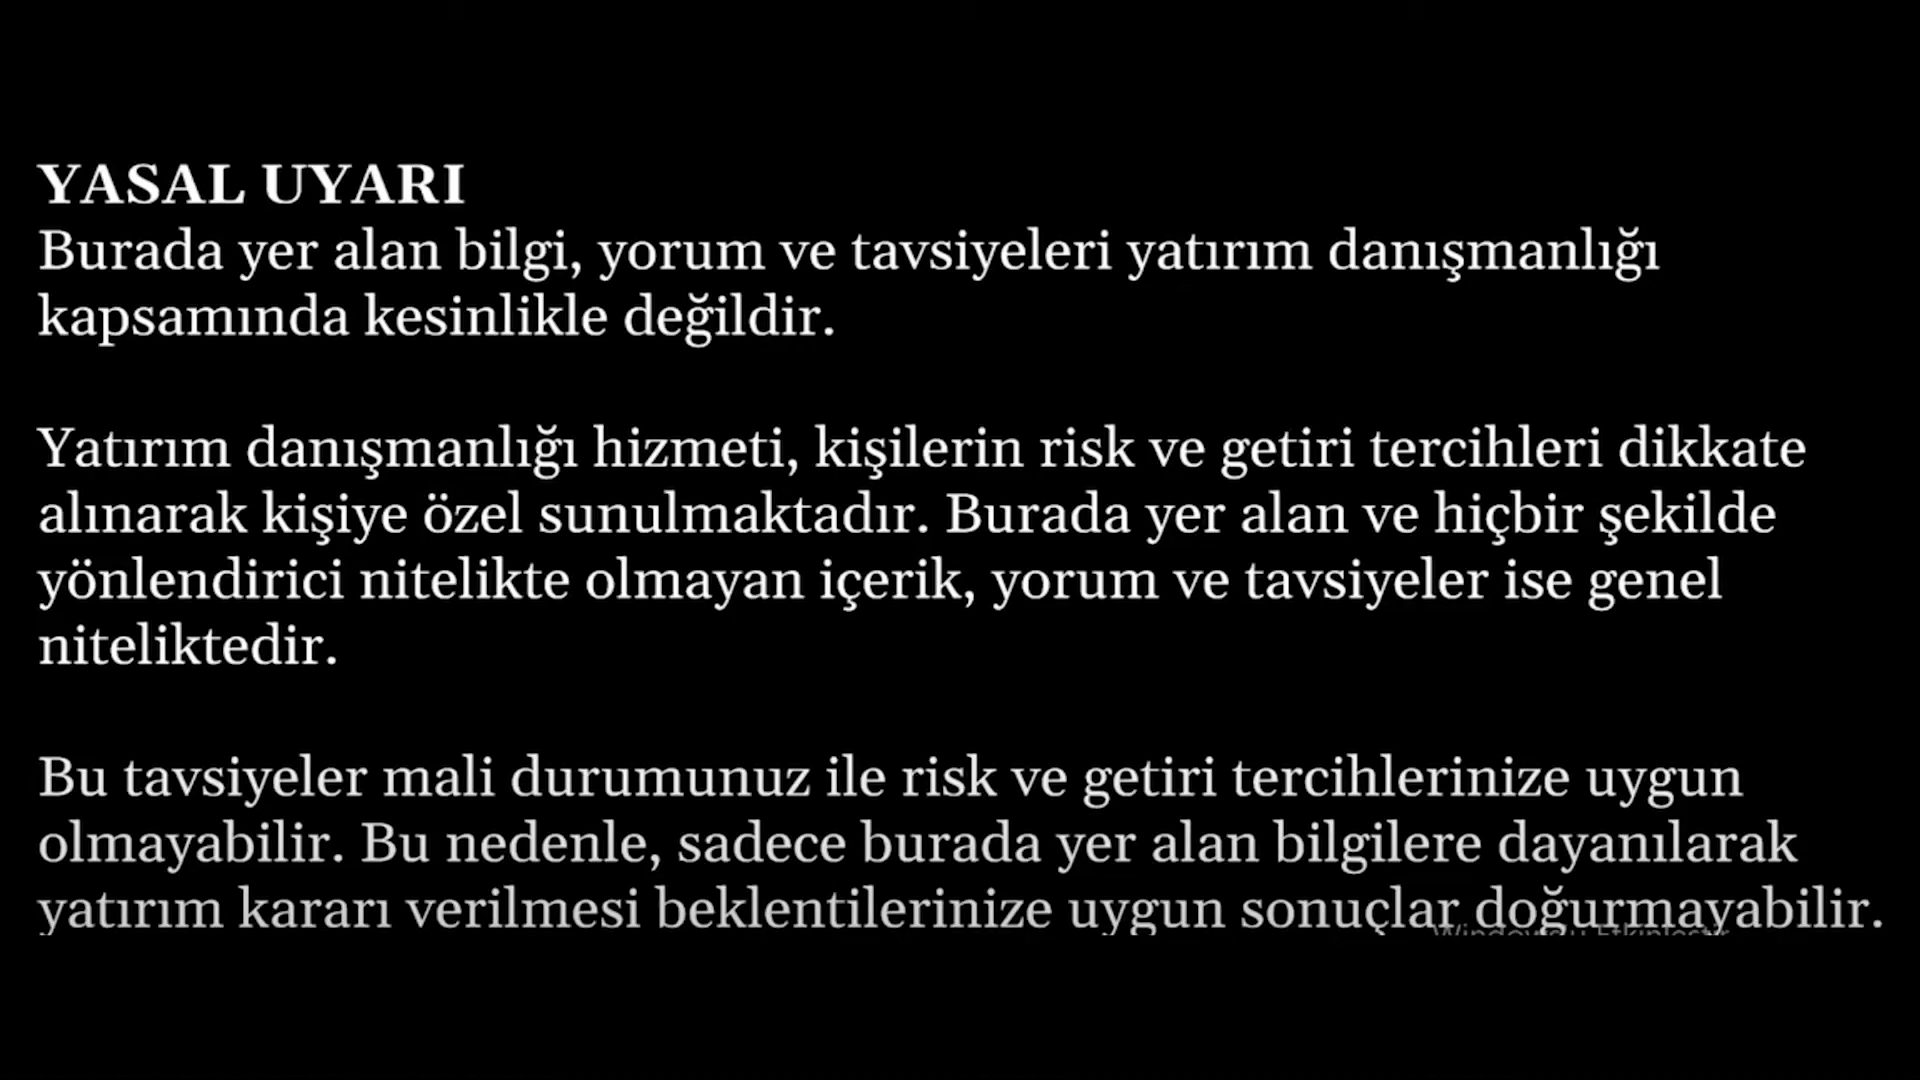 YASAL UYARI
Burada yer alan bilgi, yorum ve tavsiyeleri yatırım danışmanlığı
kapsamında kesinlikle değildir.
Yatırım danışmanlığı hizmeti, kişilerin risk ve getiri tercihleri dikkate
alınarak kişiye özel sunulmaktadır. Burada yer alan ve hiçbir şekilde
yönlendirici nitelikte olmayan içerik, yorum ve tavsiyeler ise genel
niteliktedir.
Bu tavsiyeler mali durumunuz ile risk ve getiri tercihlerinize uygun
olmayabilir. Bu nedenle, sadece burada yer alan bilgilere dayanılarak
yatırım kararı verilmesi beklentilerinize uygun sonuçlar doğurmayabilir.